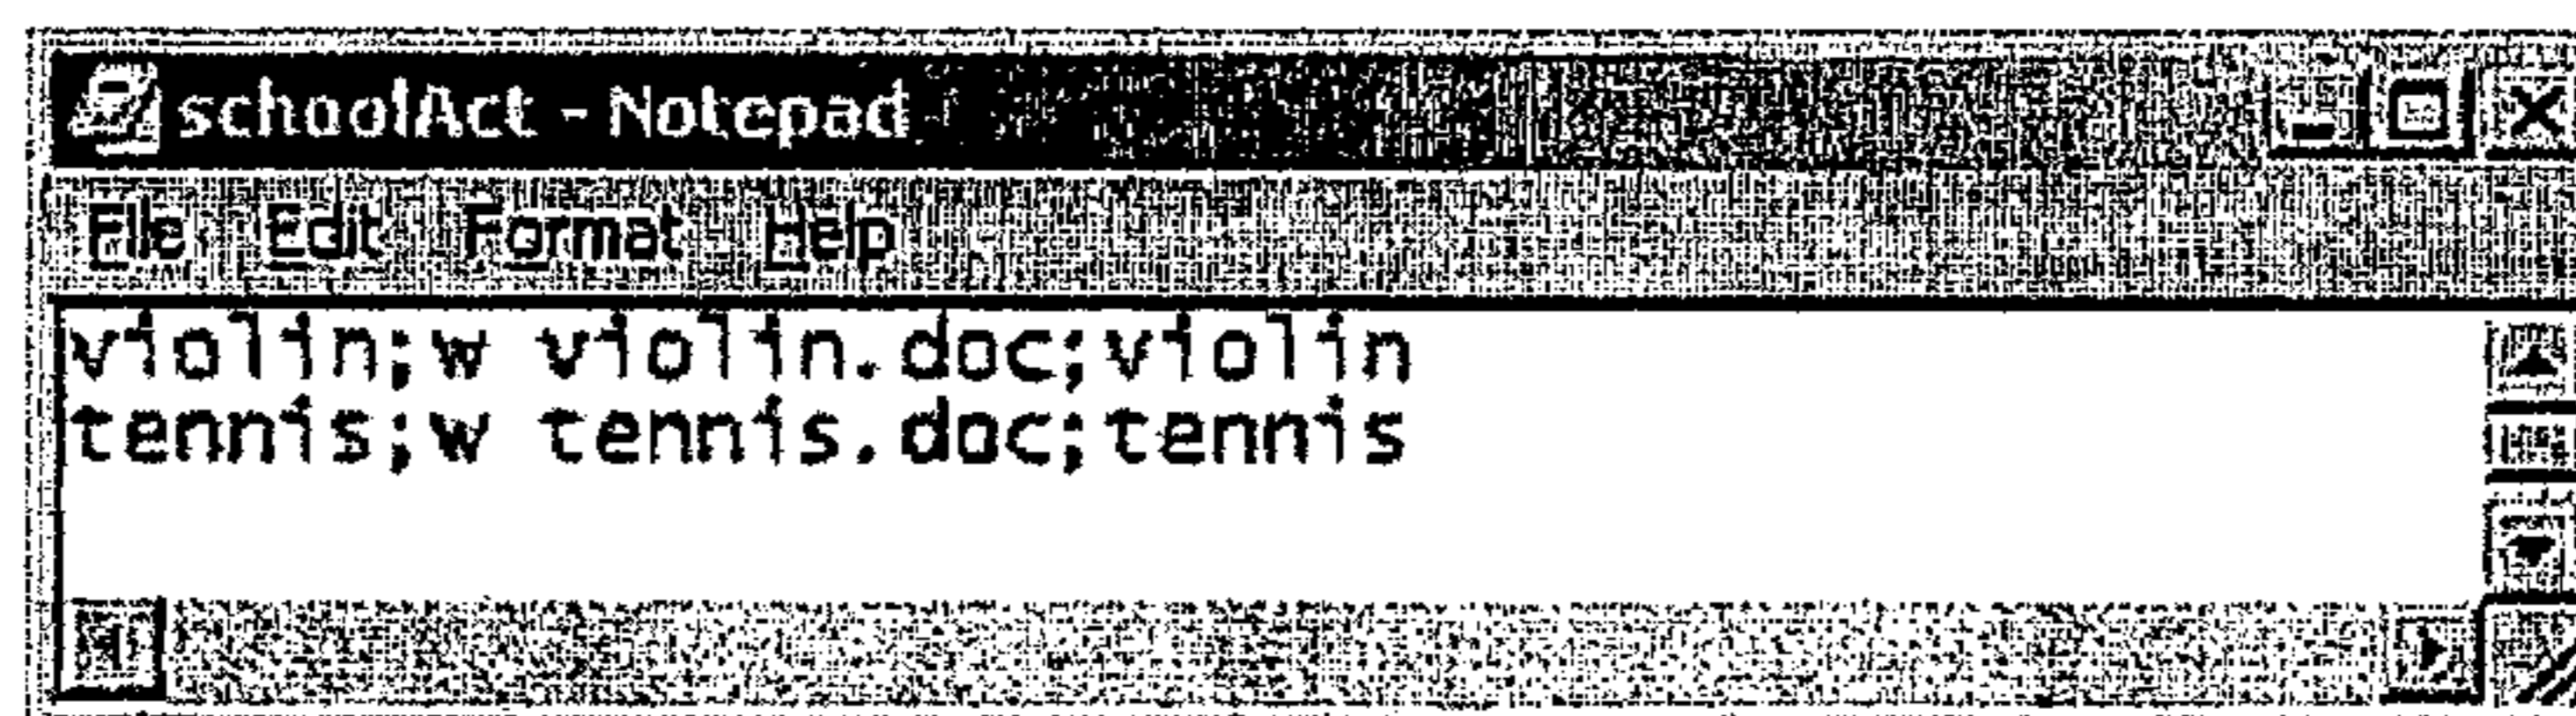 schoolAct - Notepad
File Edit Format Help
violin;w violin.doc;violin
tennis;w tennis.doc;tennis